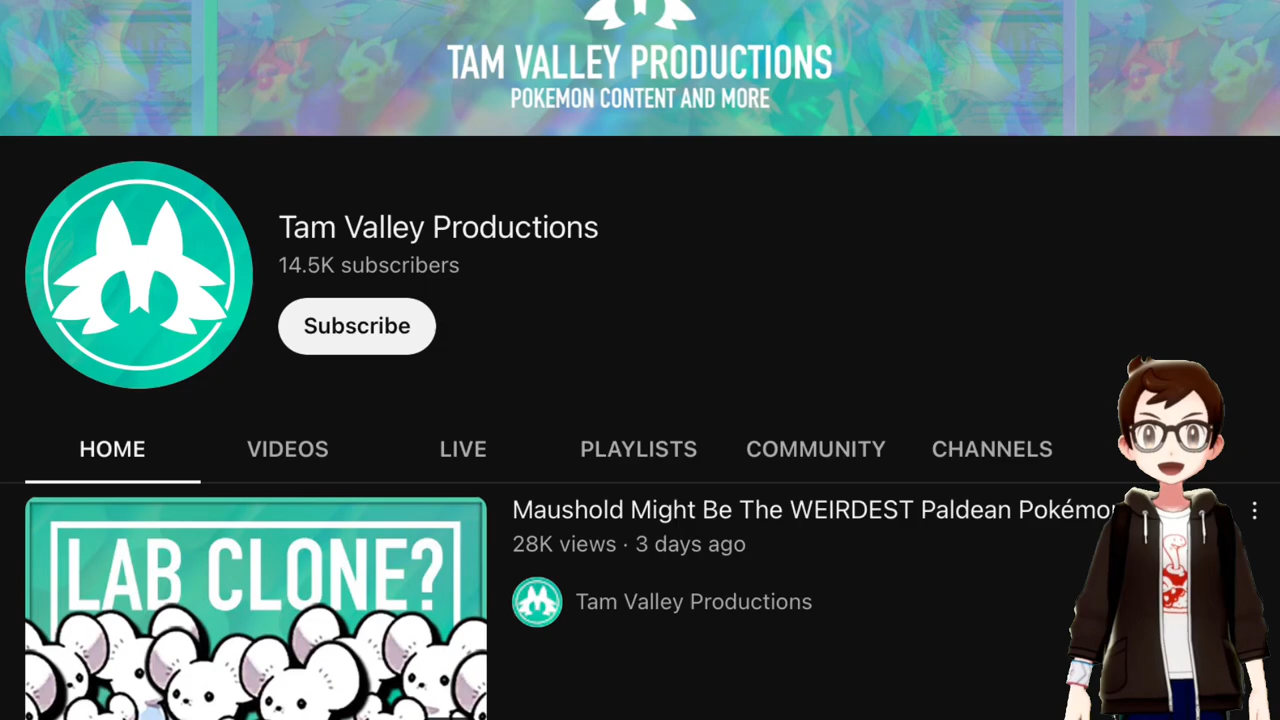 TAM VALLEY PRODUCTIONS
POKEMON CONTENT AND MORE
Tam Valley Productions
14.5K subscribers
Subscribe
HOME VIDEOS LIVE PLAYLISTS COMMUNITY CHANNELS
LAB CLONE?
Maushold Might Be The WEIRDEST Paldean
28K views · 3 days ago
Tam Valley Productions